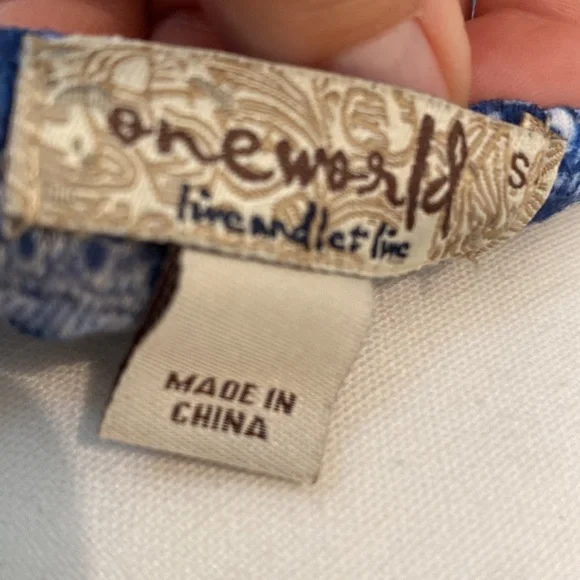 oneworld
live and let live
S
MADE IN
CHINA